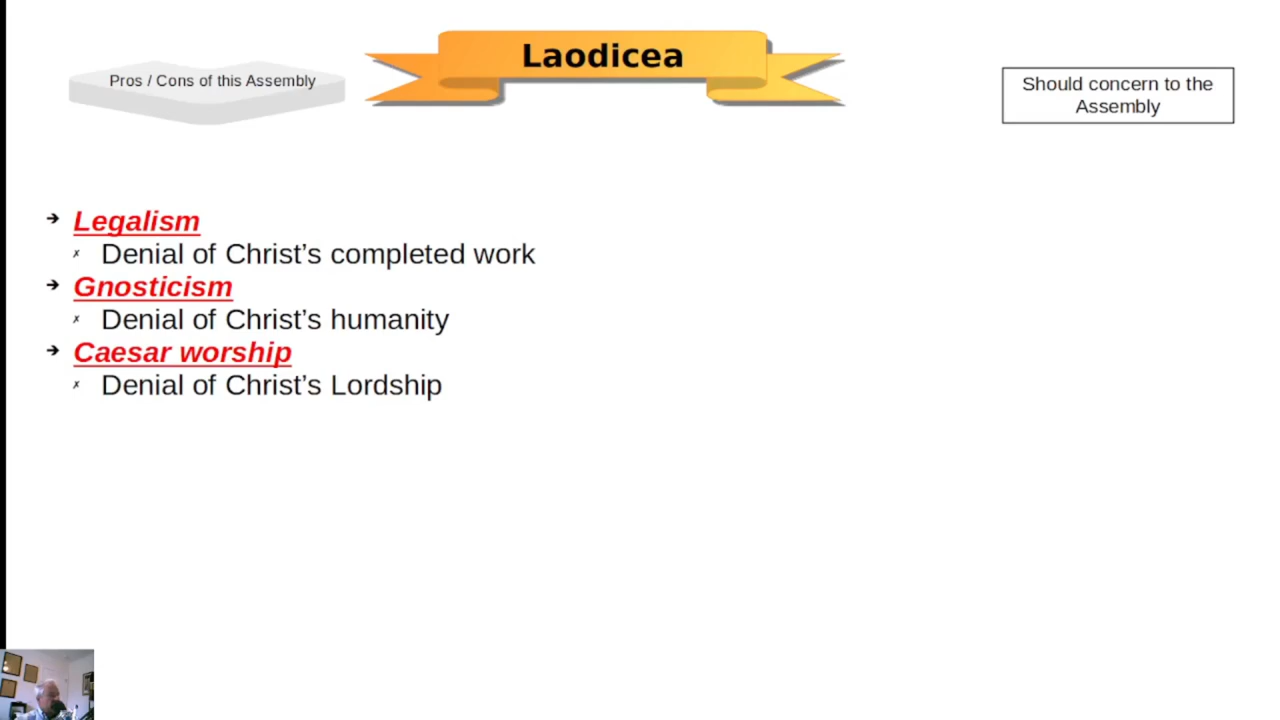 Laodicea
Pros / Cons of this Assembly
Should concern to the
Assembly
➔ Legalism
✗ Denial of Christ’s completed work
➔ Gnosticism
✗ Denial of Christ’s humanity
➔ Caesar worship
✗ Denial of Christ’s Lordship